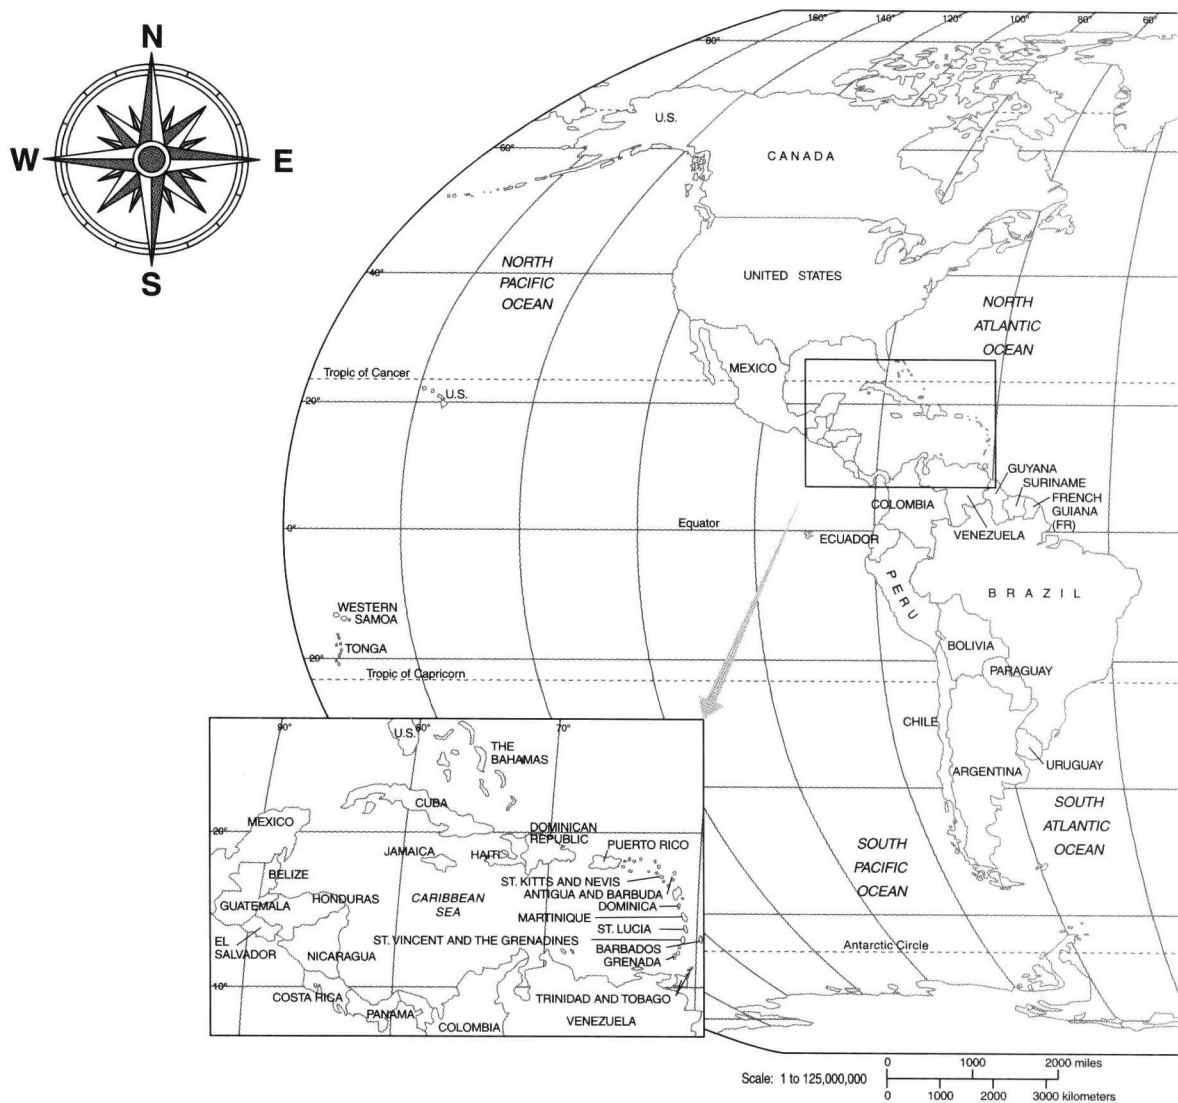 N
W
E
S
160°
140°
120°
100°
80°
60°
80°
U.S.
60°
CANADA
NORTH
PACIFIC
OCEAN
40°
UNITED STATES
NORTH
ATLANTIC
OCEAN
MEXICO
Tropic of Cancer
U.S.
20°
GUYANA
SURINAME
FRENCH
GUIANA
(FR)
COLOMBIA
VENEZUELA
Equator
0°
ECUADOR
PERU
BRAZIL
WESTERN
SAMOA
TONGA
BOLIVIA
20°
PARAGUAY
Tropic of Capricorn
CHILE
URUGUAY
ARGENTINA
SOUTH
ATLANTIC
OCEAN
SOUTH
PACIFIC
OCEAN
Antarctic Circle
90°
80°
70°
U.S.
THE
BAHAMAS
CUBA
MEXICO
20°
DOMINICAN
REPUBLIC
JAMAICA
HAITI
PUERTO RICO
BELIZE
ST. KITTS AND NEVIS
ANTIGUA AND BARBUDA
GUATEMALA
HONDURAS
CARIBBEAN
SEA
DOMINICA
MARTINIQUE
ST. LUCIA
ST. VINCENT AND THE GRENADINES
EL
SALVADOR
NICARAGUA
BARBADOS
GRENADA
10°
COSTA RICA
TRINIDAD AND TOBAGO
PANAMA
COLOMBIA
VENEZUELA
Scale: 1 to 125,000,000
0 1000 2000 miles
0 1000 2000 3000 kilometers